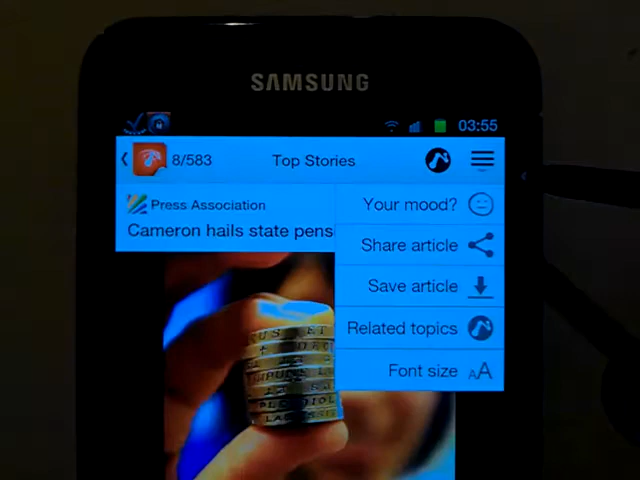 SAMSUNG
03:55
8/583 Top Stories
Press Association
Cameron hails state pens
Your mood?
Share article
Save article
Related topics
Font size AA